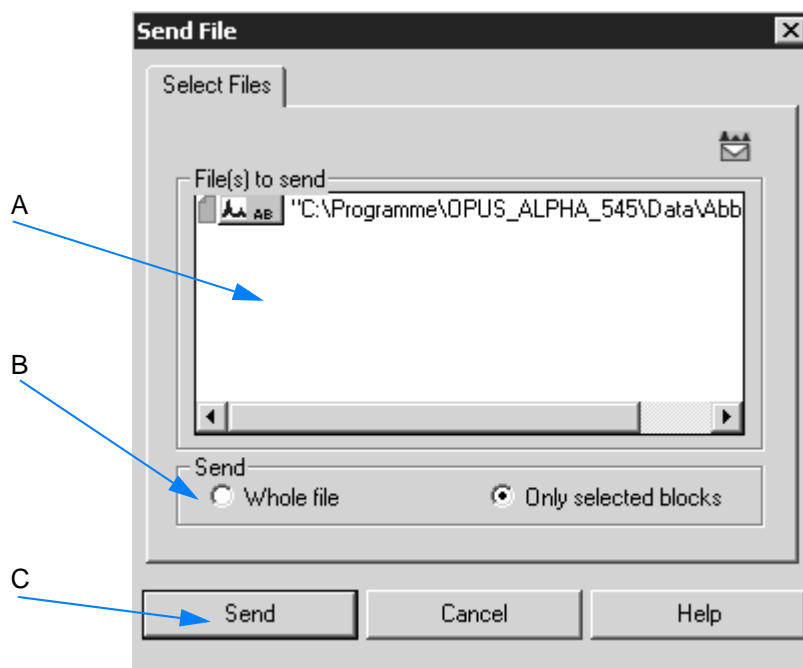 Send File
Select Files
File(s) to send
A
AB "C:\Programme\OPUS_ALPHA_545\Data\Abb
B
Send
Whole file Only selected blocks
C
Send Cancel Help